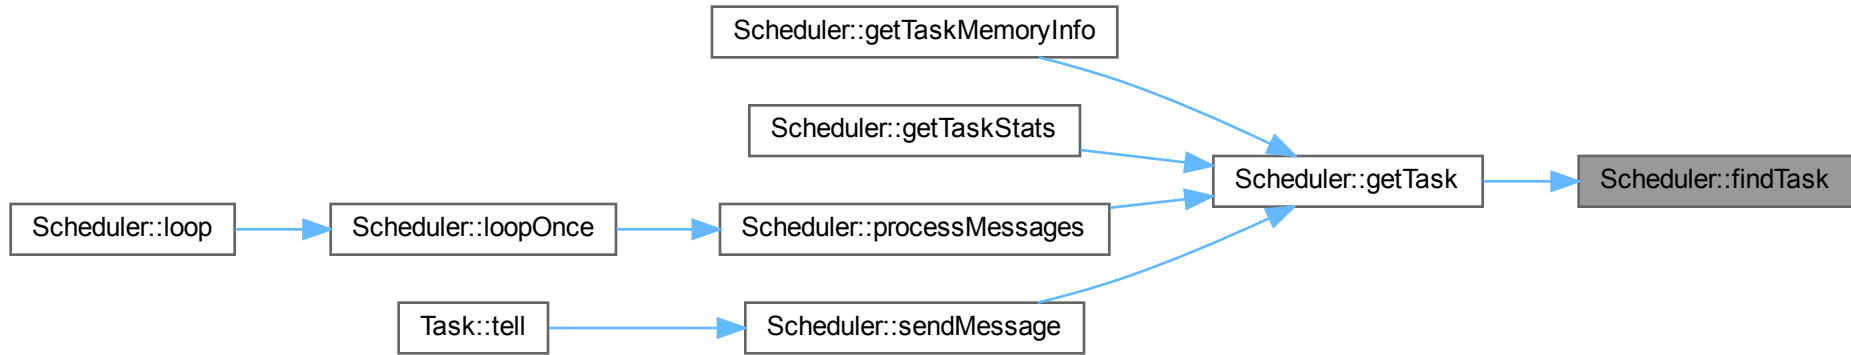 Scheduler::getTaskMemoryInfo
Scheduler::getTaskStats
Scheduler::getTask
Scheduler::findTask
Scheduler::loop
Scheduler::loopOnce
Scheduler::processMessages
Task::tell
Scheduler::sendMessage